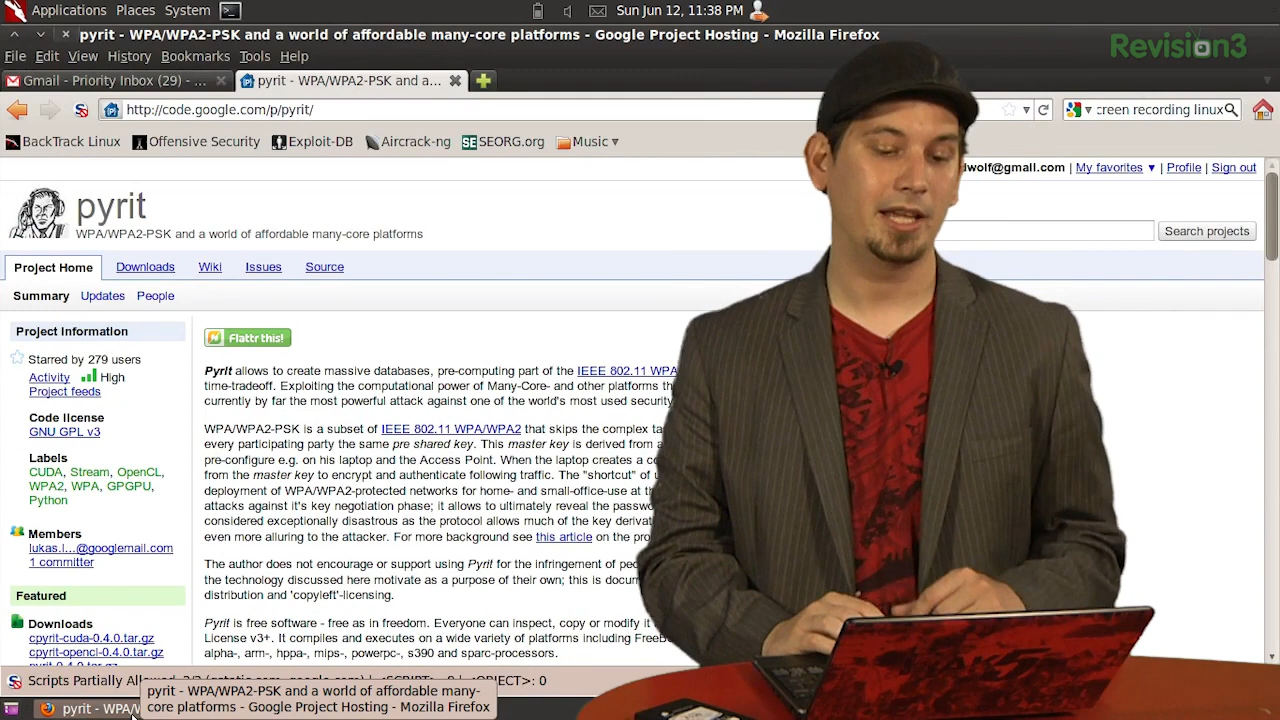 Applications Places System
Sun Jun 12, 11:38 PM
pyrit - WPA/WPA2-PSK and a world of affordable many-core platforms - Google Project Hosting - Mozilla Firefox
Revision3
File Edit View History Bookmarks Tools Help
Gmail - Priority Inbox (29) - ...
pyrit - WPA/WPA2-PSK and a...
http://code.google.com/p/pyrit/
creen recording linux
BackTrack Linux Offensive Security Exploit-DB Aircrack-ng SEORG.org Music
lwolf@gmail.com | My favorites ▼ | Profile | Sign out
pyrit
WPA/WPA2-PSK and a world of affordable many-core platforms
Search projects
Project Home Downloads Wiki Issues Source
Summary Updates People
Project Information
Starred by 279 users
Activity High
Project feeds
Code license
GNU GPL v3
Labels
CUDA, Stream, OpenCL,
WPA2, WPA, GPGPU,
Python
Members
lukas.l...@googlemail.com
1 committer
Featured
Downloads
cpyrit-cuda-0.4.0.tar.gz
cpyrit-opencl-0.4.0.tar.gz
pyrit-0.4.0.tar.gz
Flattr this!
Pyrit allows to create massive databases, pre-computing part of the IEEE 802.11 WPA
time-tradeoff. Exploiting the computational power of Many-Core- and other platforms th
currently by far the most powerful attack against one of the world's most used security
WPA/WPA2-PSK is a subset of IEEE 802.11 WPA/WPA2 that skips the complex ta
every participating party the same pre shared key. This master key is derived from a
pre-configure e.g. on his laptop and the Access Point. When the laptop creates a c
from the master key to encrypt and authenticate following traffic. The "shortcut" of u
deployment of WPA/WPA2-protected networks for home- and small-office-use at th
attacks against it's key negotiation phase; it allows to ultimately reveal the passw
considered exceptionally disastrous as the protocol allows much of the key deriva
even more alluring to the attacker. For more background see this article on the pro
The author does not encourage or support using Pyrit for the infringement of peo
the technology discussed here motivate as a purpose of their own; this is docum
distribution and 'copyleft'-licensing.
Pyrit is free software - free as in freedom. Everyone can inspect, copy or modify it
License v3+. It compiles and executes on a wide variety of platforms including FreeB
alpha-, arm-, hppa-, mips-, powerpc-, s390 and sparc-processors.
Scripts Partially Allowed, 2/3
| <SCRIPT>: 9 | <OBJECT>: 0
pyrit - WPA/W
pyrit - WPA/WPA2-PSK and a world of affordable many-
core platforms - Google Project Hosting - Mozilla Firefox